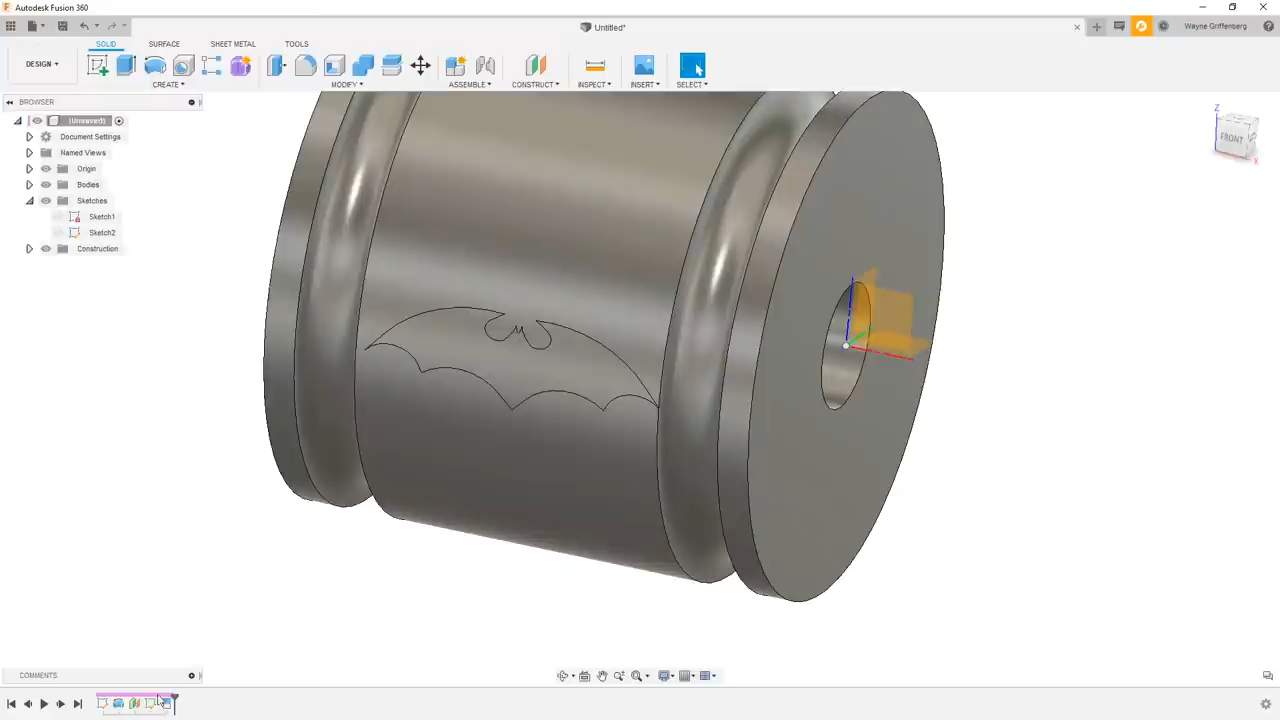 Autodesk Fusion 360
Untitled*
Wayne Griffenberg
SOLID SURFACE SHEET METAL TOOLS
DESIGN
CREATE MODIFY ASSEMBLE CONSTRUCT INSPECT INSERT SELECT
BROWSER
(Unsaved)
Document Settings
Named Views
Origin
Bodies
Sketches
Sketch1
Sketch2
Construction
Z
FRONT
X
COMMENTS